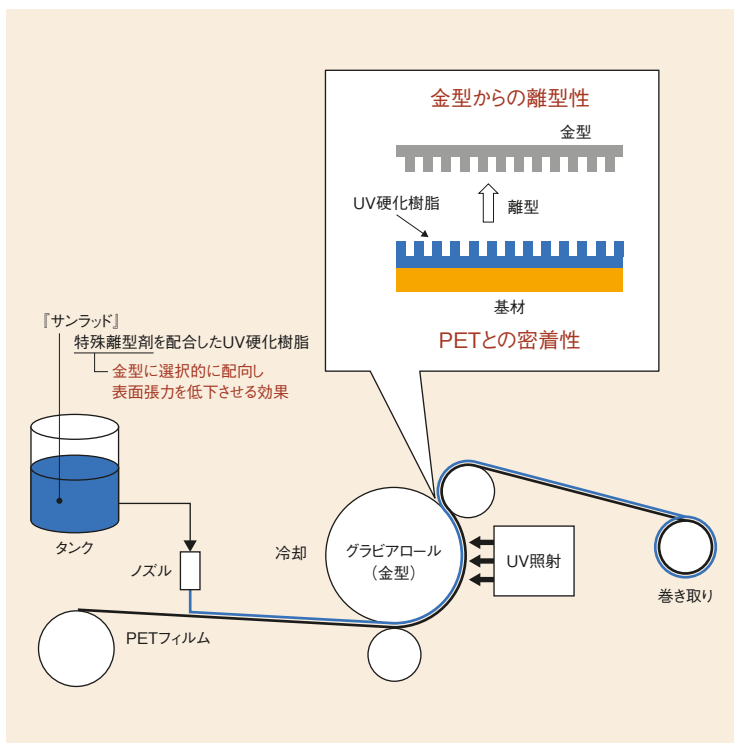 金型からの離型性
金型
UV硬化樹脂
離型
基材
PETとの密着性
『サンラッド』
特殊離型剤を配合したUV硬化樹脂
金型に選択的に配向し
表面張力を低下させる効果
タンク
ノズル
冷却
グラビアロール
（金型）
UV照射
巻き取り
PETフィルム